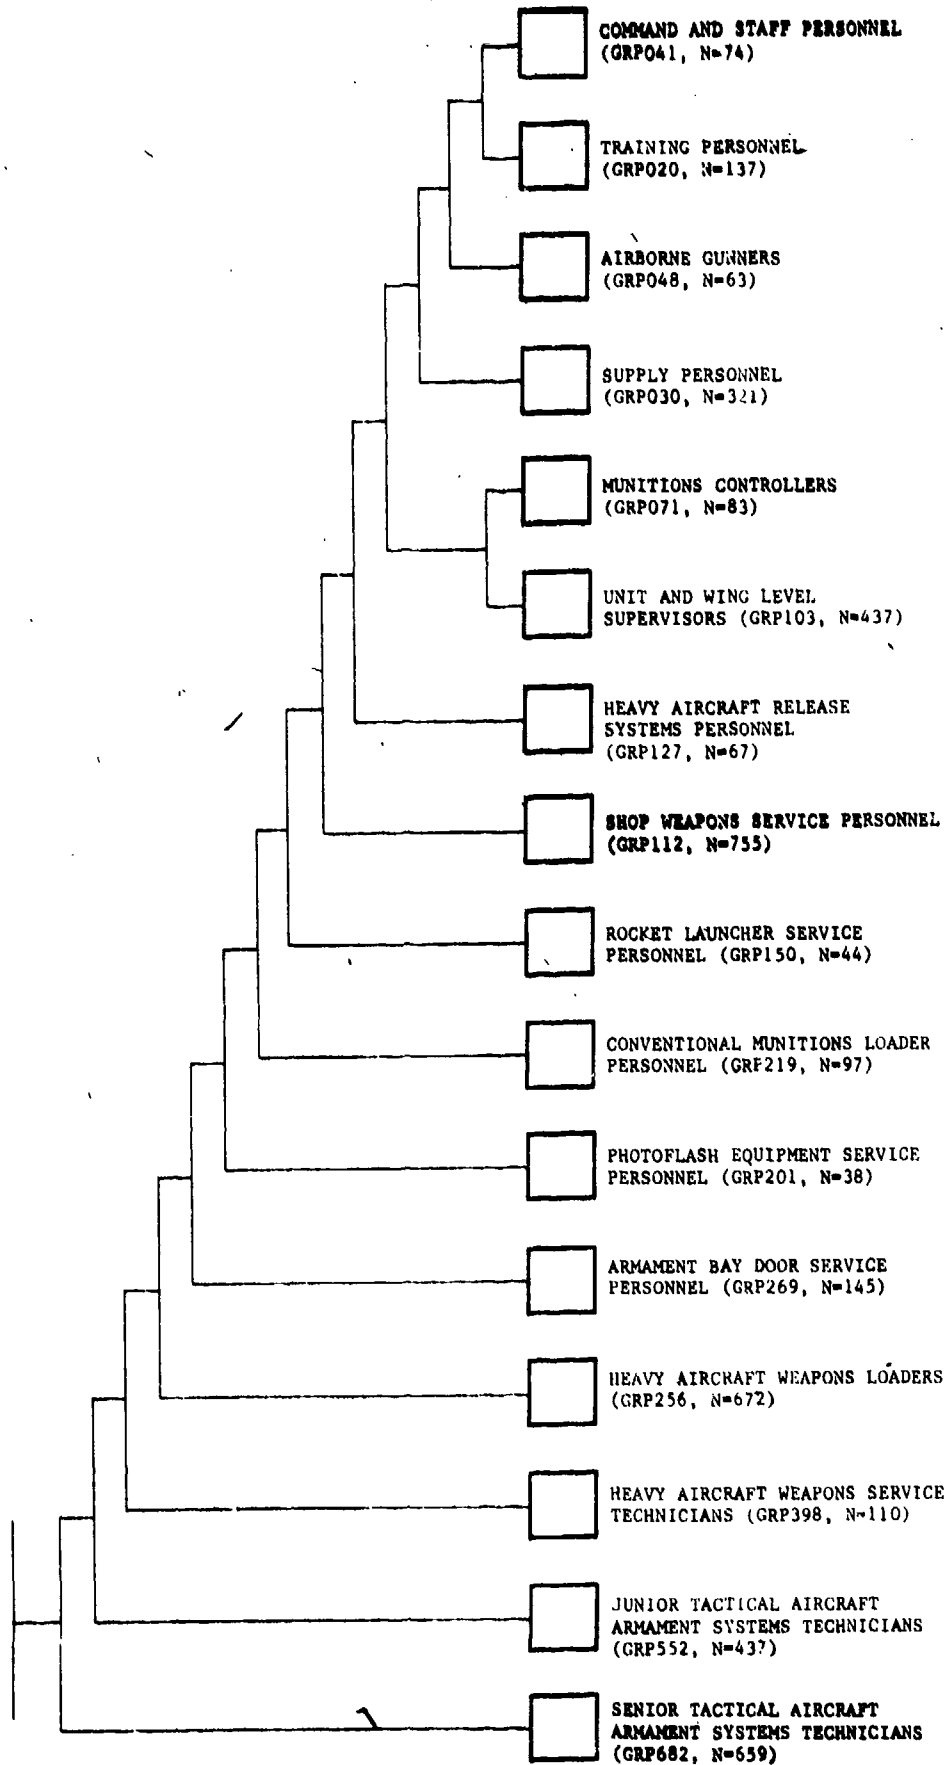 COMMAND AND STAFF PERSONNEL
(GRP041, N=74)
TRAINING PERSONNEL
(GRP020, N=137)
AIRBORNE GUNNERS
(GRP048, N=63)
SUPPLY PERSONNEL
(GRP030, N=321)
MUNITIONS CONTROLLERS
(GRP071, N=83)
UNIT AND WING LEVEL
SUPERVISORS (GRP103, N=437)
HEAVY AIRCRAFT RELEASE
SYSTEMS PERSONNEL
(GRP127, N=67)
SHOP WEAPONS SERVICE PERSONNEL
(GRP112, N=755)
ROCKET LAUNCHER SERVICE
PERSONNEL (GRP150, N=44)
CONVENTIONAL MUNITIONS LOADER
PERSONNEL (GRP219, N=97)
PHOTOFLASH EQUIPMENT SERVICE
PERSONNEL (GRP201, N=38)
ARMAMENT BAY DOOR SERVICE
PERSONNEL (GRP269, N=145)
HEAVY AIRCRAFT WEAPONS LOADERS
(GRP256, N=672)
HEAVY AIRCRAFT WEAPONS SERVICE
TECHNICIANS (GRP398, N=110)
JUNIOR TACTICAL AIRCRAFT
ARMAMENT SYSTEMS TECHNICIANS
(GRP552, N=437)
SENIOR TACTICAL AIRCRAFT
ARMAMENT SYSTEMS TECHNICIANS
(GRP682, N=659)